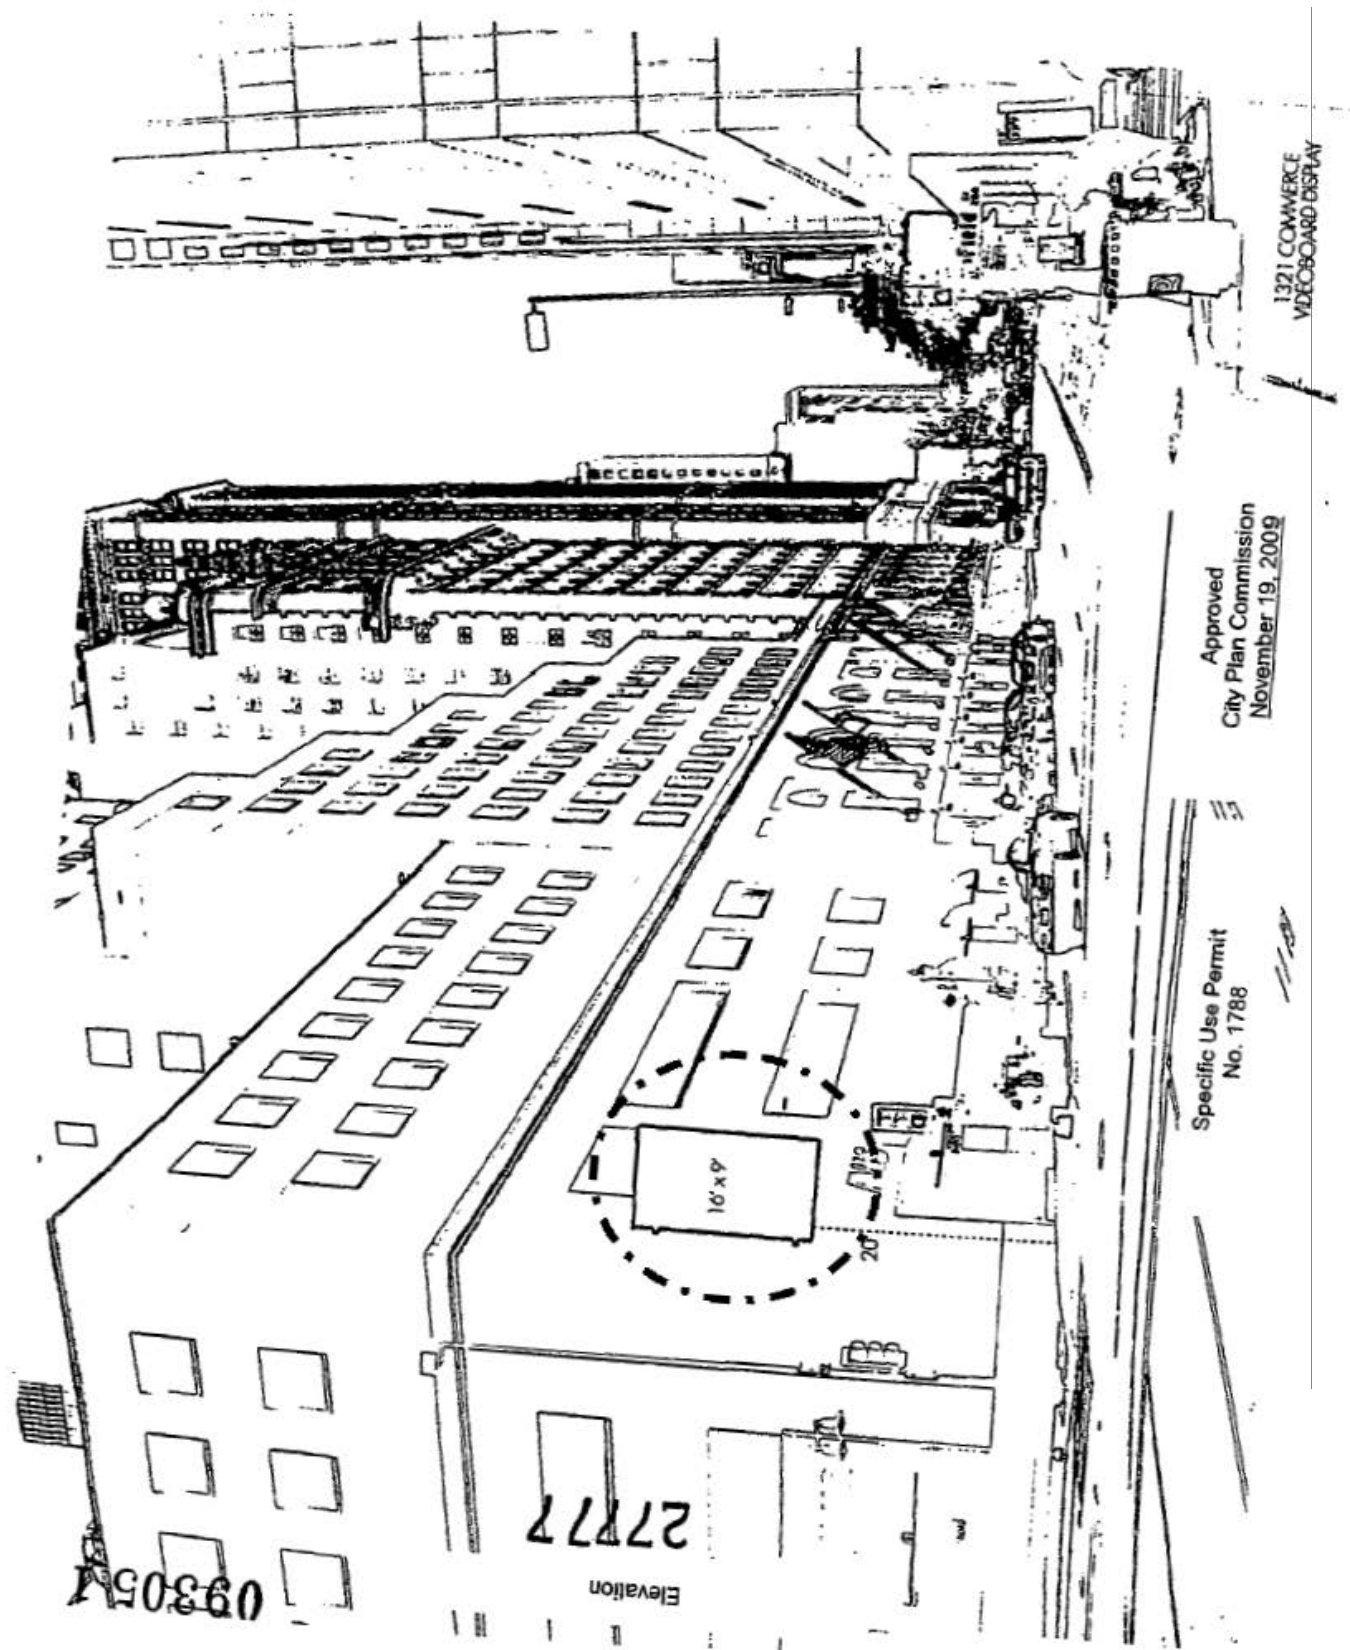 093051
27777
Elevation
16' x 9'
20'
Specific Use Permit
No. 1788
Approved
City Plan Commission
November 19, 2009
1321 COMMERCE
VIDEOBOARD DISPLAY
field